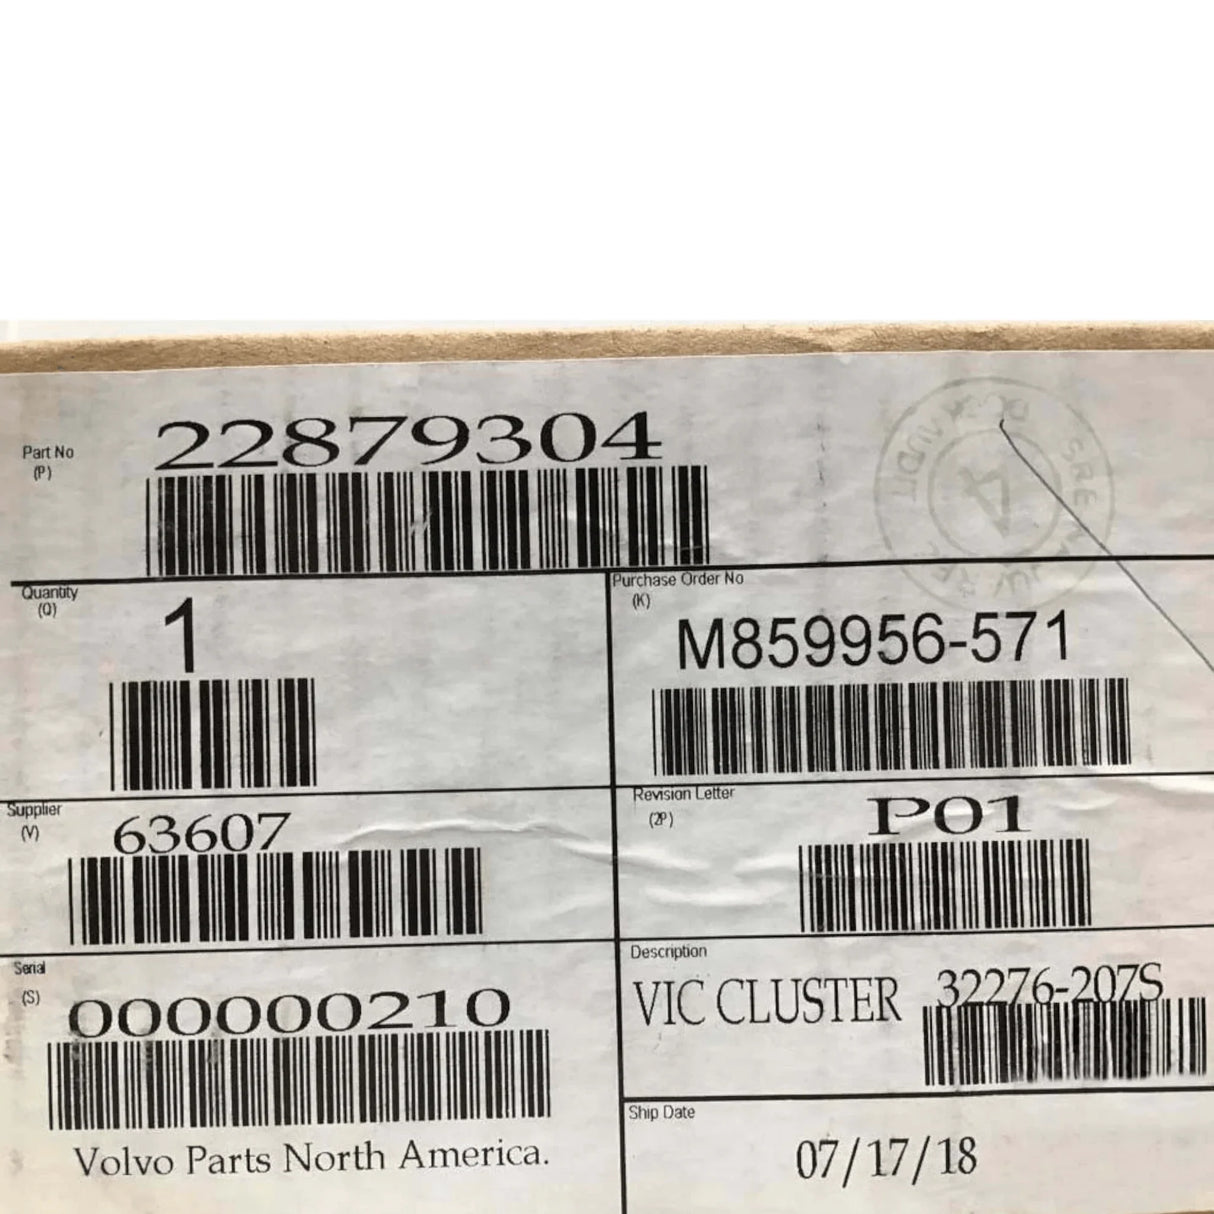 Part No
(P)
22879304
Quantity
(Q)
1
Purchase Order No
(K)
M859956-571
Supplier
(V)
63607
Revision Letter
(2P)
P01
Serial
(S)
000000210
Volvo Parts North America.
Description
VIC CLUSTER 32276-207S
Ship Date
07/17/18
4